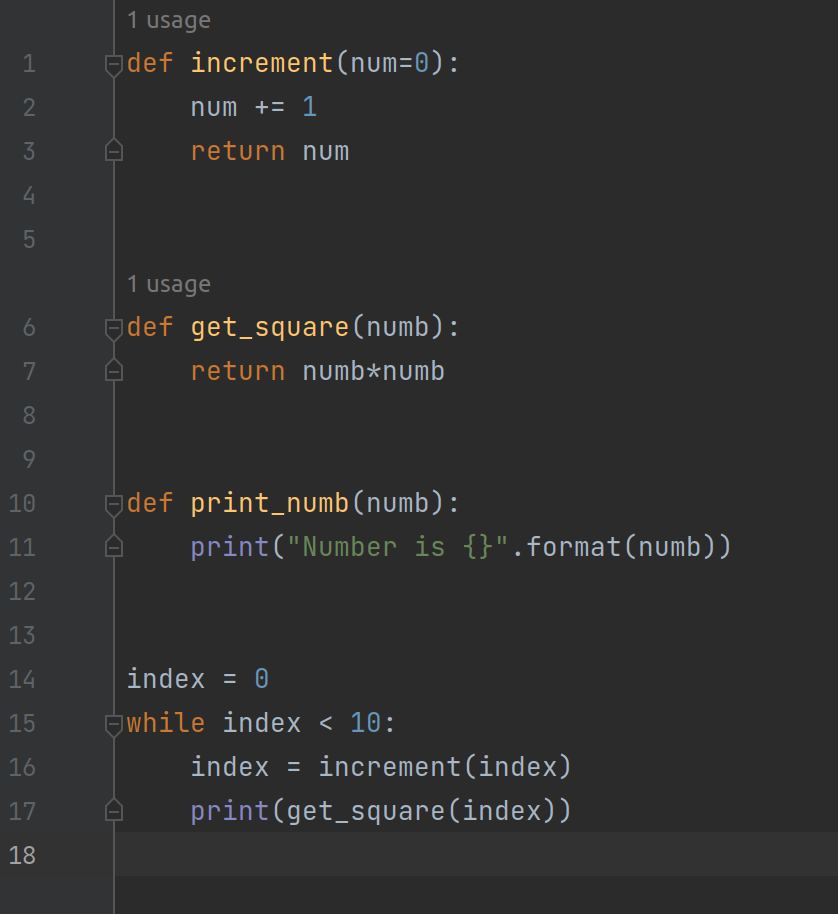 1 usage
1 def increment(num=0):
2     num += 1
3     return num
4
5
1 usage
6 def get_square(numb):
7     return numb*numb
8
9
10 def print_numb(numb):
11     print("Number is {}".format(numb))
12
13
14 index = 0
15 while index < 10:
16     index = increment(index)
17     print(get_square(index))
18